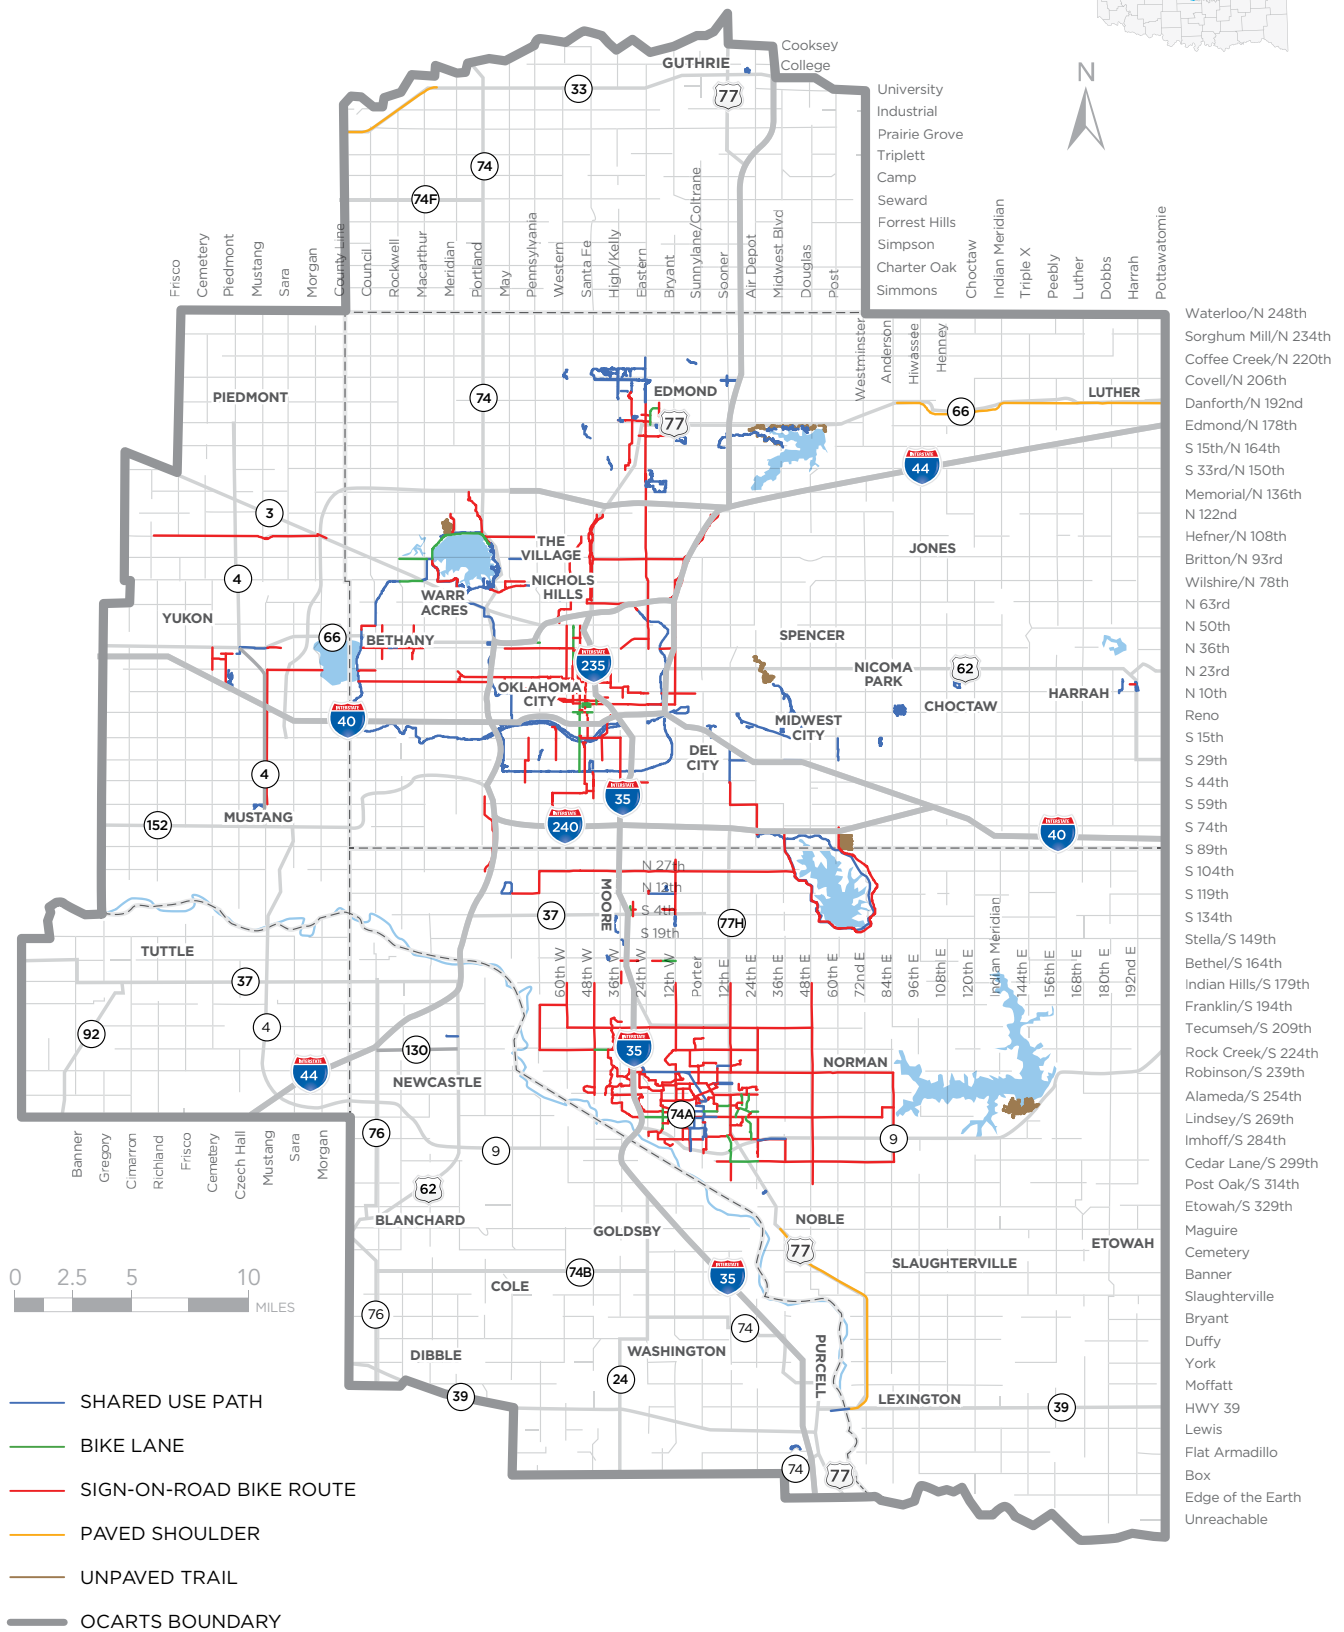 Cooksey
College
GUTHRIE
N
33
77
University
Industrial
Prairie Grove
Triplett
Camp
Seward
Forrest Hills
Simpson
Charter Oak
Simmons
74
74F
Frisco
Cemetery
Piedmont
Mustang
Sara
Morgan
County Line
Council
Rockwell
Macarthur
Meridian
Portland
May
Pennsylvania
Western
Santa Fe
High/Kelly
Eastern
Bryant
Sunnylane/Coltrane
Sooner
Air Depot
Midwest Blvd
Douglas
Post
Westminster
Anderson
Hiwassee
Henney
Choctaw
Indian Meridian
Triple X
Peebly
Luther
Dobbs
Harrah
Pottawatomie
Waterloo/N 248th
Sorghum Mill/N 234th
Coffee Creek/N 220th
Covell/N 206th
Danforth/N 192nd
Edmond/N 178th
S 15th/N 164th
S 33rd/N 150th
Memorial/N 136th
N 122nd
Hefner/N 108th
Britton/N 93rd
Wilshire/N 78th
N 63rd
N 50th
N 36th
N 23rd
N 10th
Reno
S 15th
S 29th
S 44th
S 59th
S 74th
S 89th
S 104th
S 119th
S 134th
Stella/S 149th
Bethel/S 164th
Indian Hills/S 179th
Franklin/S 194th
Tecumseh/S 209th
Rock Creek/S 224th
Robinson/S 239th
Alameda/S 254th
Lindsey/S 269th
Imhoff/S 284th
Cedar Lane/S 299th
Post Oak/S 314th
Etowah/S 329th
Maguire
Cemetery
Banner
Slaughterville
Bryant
Duffy
York
Moffatt
HWY 39
Lewis
Flat Armadillo
Box
Edge of the Earth
Unreachable
PIEDMONT
74
EDMOND
77
LUTHER
66
INTERSTATE
44
3
THE
VILLAGE
NICHOLS
HILLS
JONES
4
WARR
ACRES
YUKON
66
BETHANY
SPENCER
INTERSTATE
235
NICOMA
PARK
62
HARRAH
OKLAHOMA
CITY
CHOCTAW
INTERSTATE
40
MIDWEST
CITY
DEL
CITY
4
MUSTANG
152
INTERSTATE
35
INTERSTATE
240
INTERSTATE
40
N 27th
N 12th
S 4th
S 19th
MOORE
37
77H
TUTTLE
37
4
92
INTERSTATE
44
130
NEWCASTLE
60th W
48th W
36th W
24th W
12th W
Porter
12th E
24th E
36th E
48th E
60th E
72nd E
84th E
96th E
108th E
120th E
Indian Meridian
144th E
156th E
168th E
180th E
192nd E
INTERSTATE
35
NORMAN
74A
9
76
9
62
BLANCHARD
Banner
Gregory
Cimarron
Richland
Frisco
Cemetery
Czech Hall
Mustang
Sara
Morgan
GOLDSBY
NOBLE
77
SLAUGHTERVILLE
ETOWAH
74B
COLE
INTERSTATE
35
76
74
WASHINGTON
DIBBLE
PURCELL
24
39
LEXINGTON
39
74
77
0 2.5 5 10
MILES
SHARED USE PATH
BIKE LANE
SIGN-ON-ROAD BIKE ROUTE
PAVED SHOULDER
UNPAVED TRAIL
OCARTS BOUNDARY